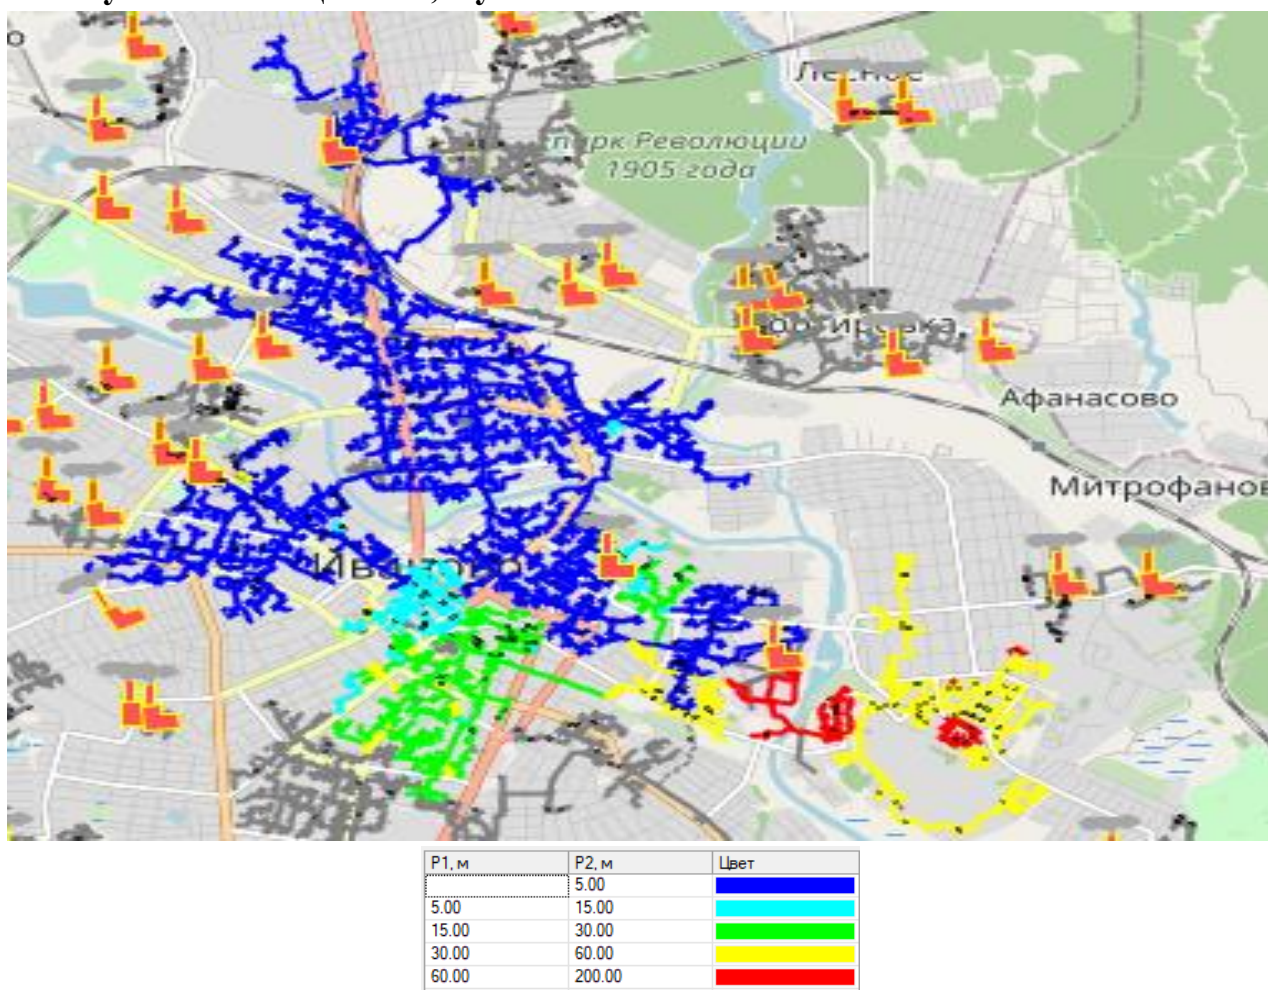 парк Революции
1905 года
Афанасово
Митрофанов
P1, м P2, м Цвет
5.00
5.00 15.00
15.00 30.00
30.00 60.00
60.00 200.00